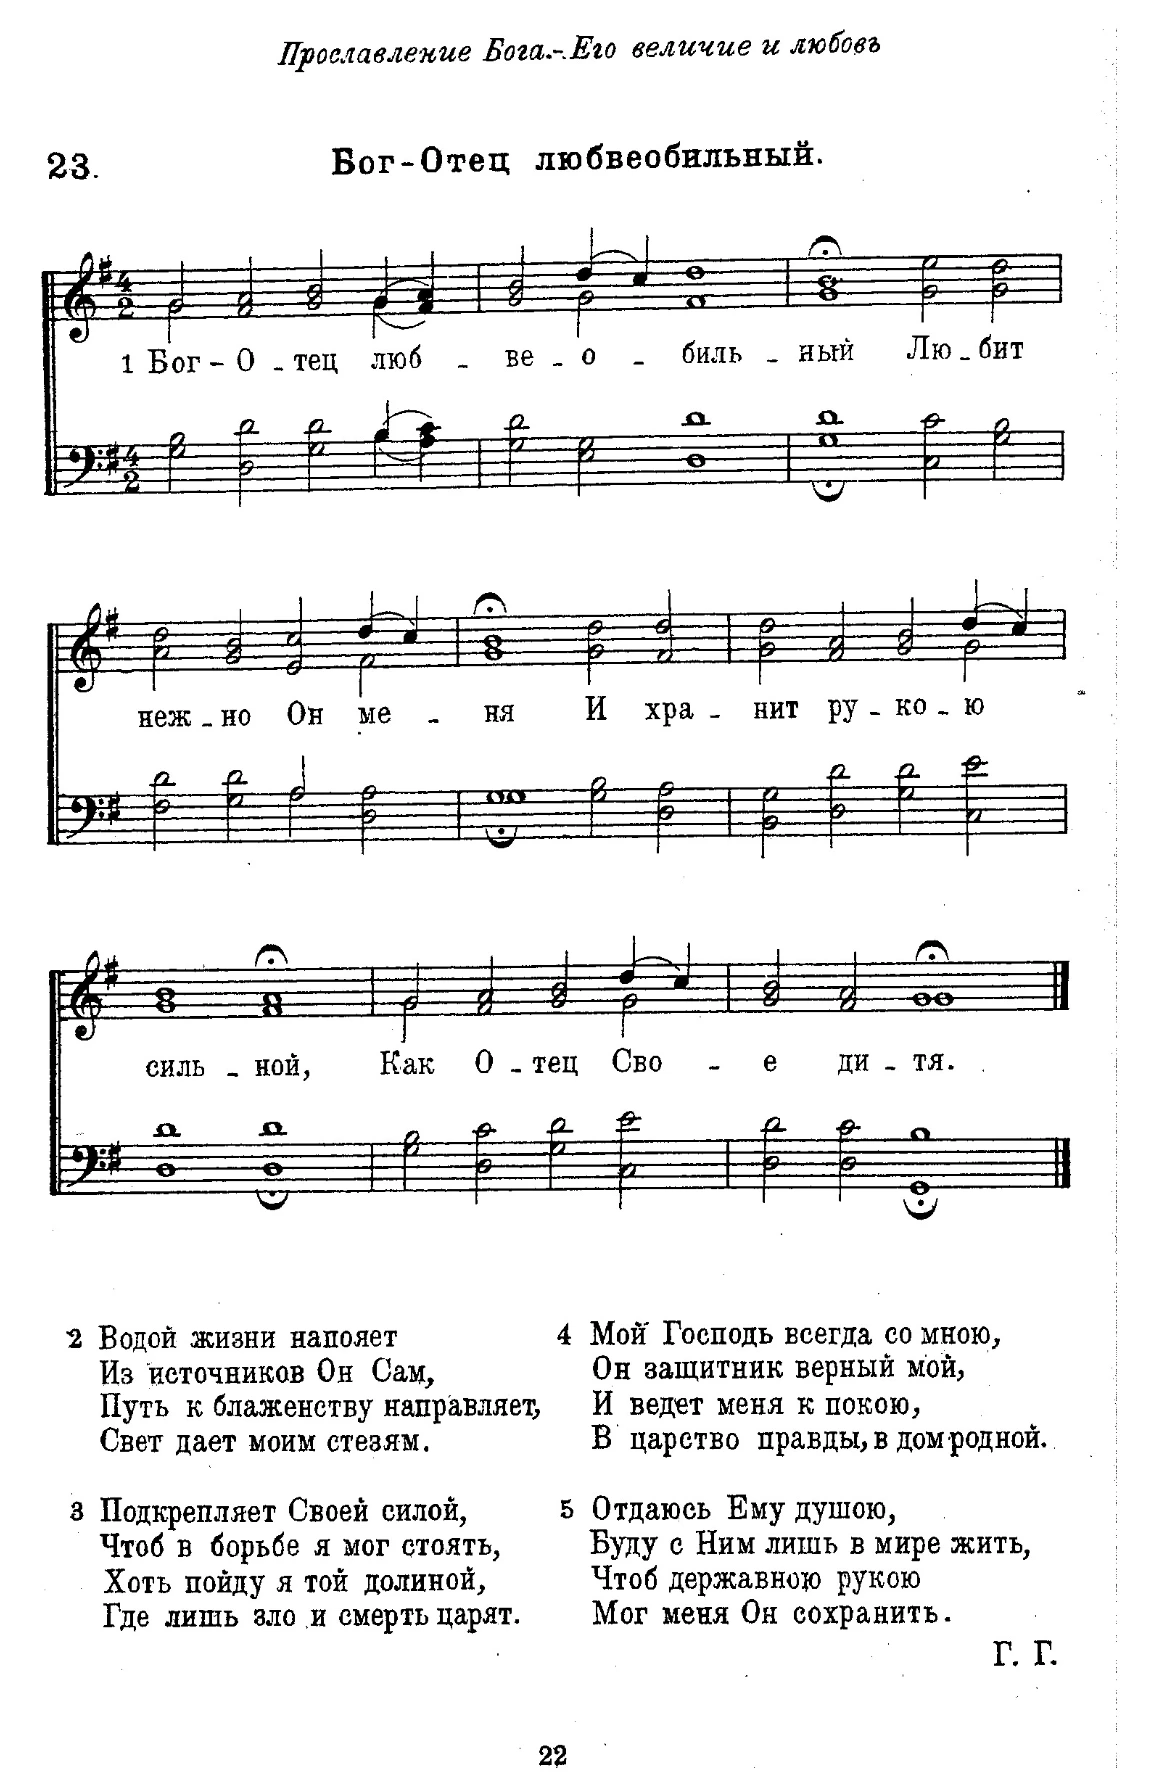 Прославление Бога.-.Его величие и любовъ
23.
Бог-Отец любвеобильный.
4
2
1 Бог - О - тец люб - ве - о - биль - ный Лю - бит
4
2
неж - но Он ме - ня И хра - нит ру - ко - ю
силь - ной, Как О - тец Сво - е ди - тя.
2 Водой жизни напояет
Из источников Он Сам,
Путь к блаженству направляет,
Свет дает моим стезям.
3 Подкрепляет Своей силой,
Чтоб в борьбе я мог стоять,
Хоть пойду я той долиной,
Где лишь зло и смерть царят.
4 Мой Господь всегда со мною,
Он защитник верный мой,
И ведет меня к покою,
В царство правды, в дом родной.
5 Отдаюсь Ему душою,
Буду с Ним лишь в мире жить,
Чтоб державною рукою
Мог меня Он сохранить.
Г. Г.
22